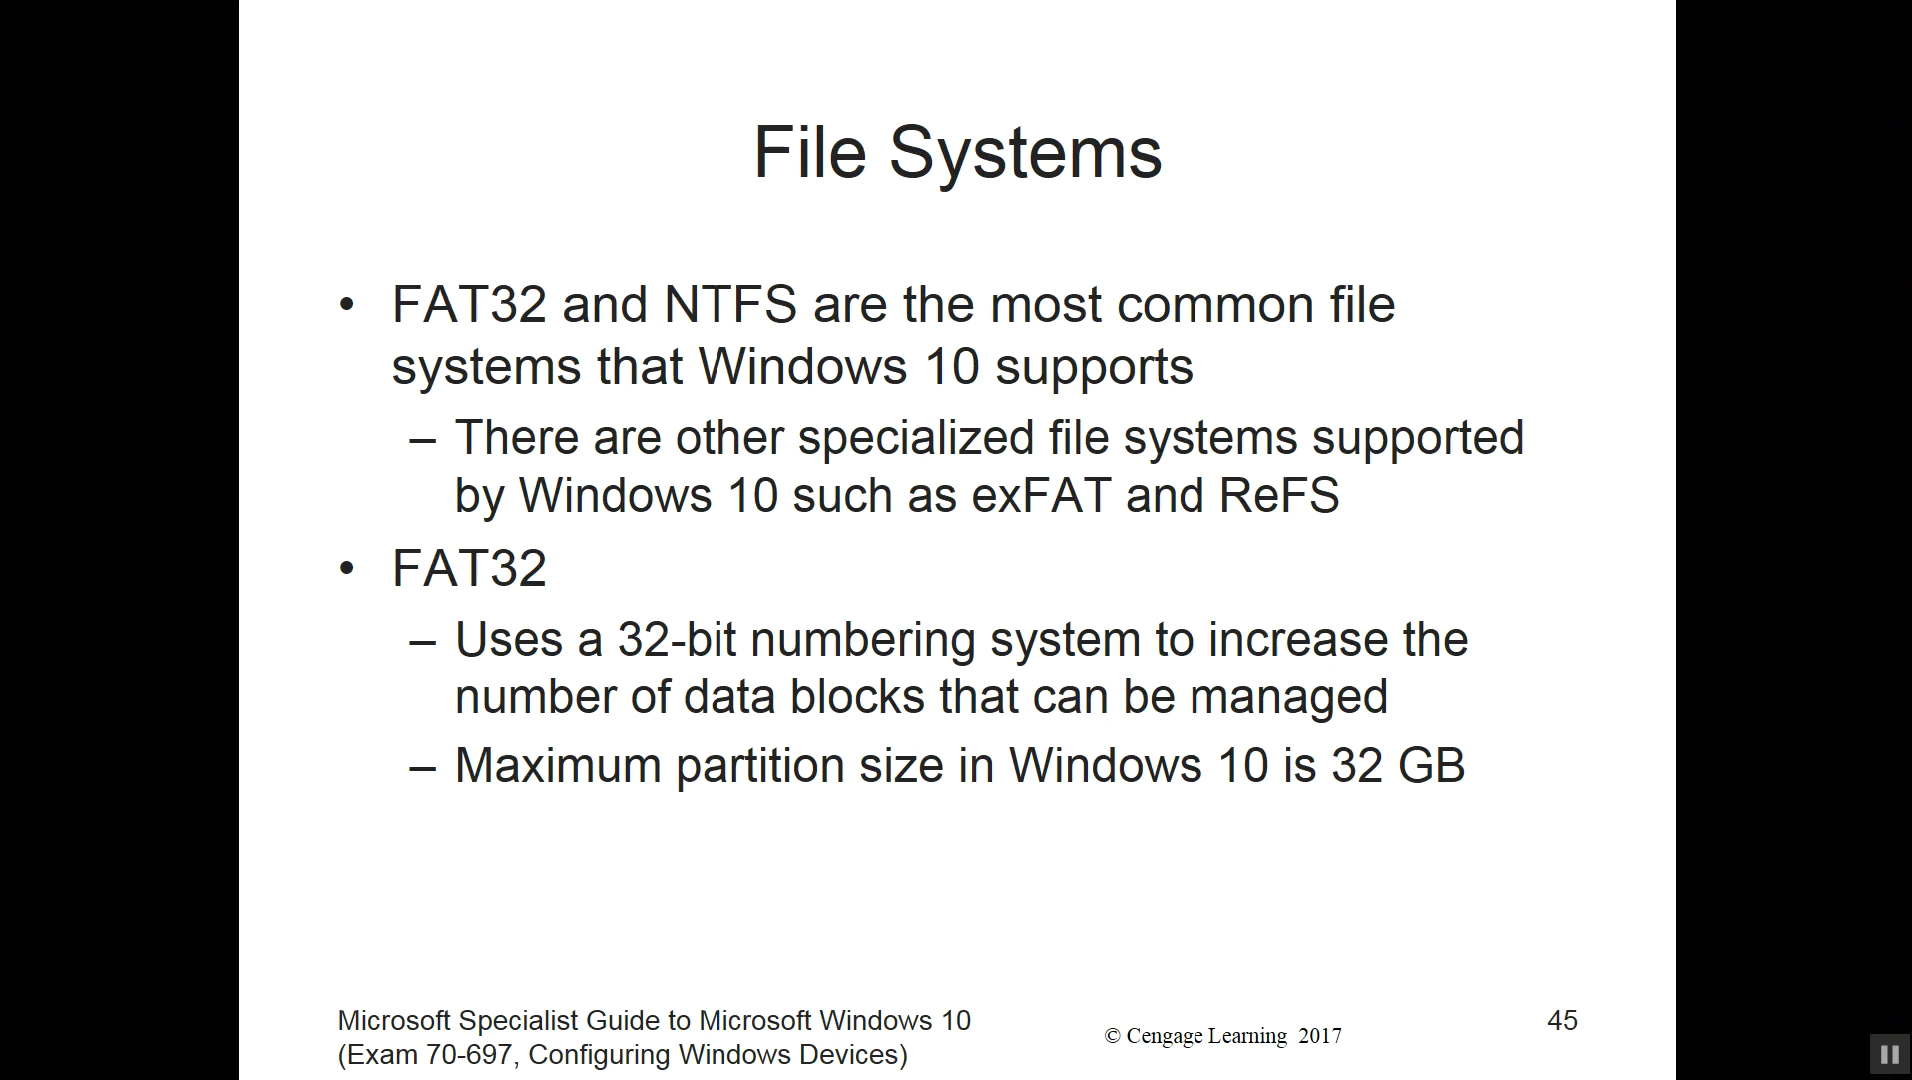 File Systems
• FAT32 and NTFS are the most common file
systems that Windows 10 supports
– There are other specialized file systems supported
by Windows 10 such as exFAT and ReFS
• FAT32
– Uses a 32-bit numbering system to increase the
number of data blocks that can be managed
– Maximum partition size in Windows 10 is 32 GB
Microsoft Specialist Guide to Microsoft Windows 10
(Exam 70-697, Configuring Windows Devices)
© Cengage Learning 2017
45